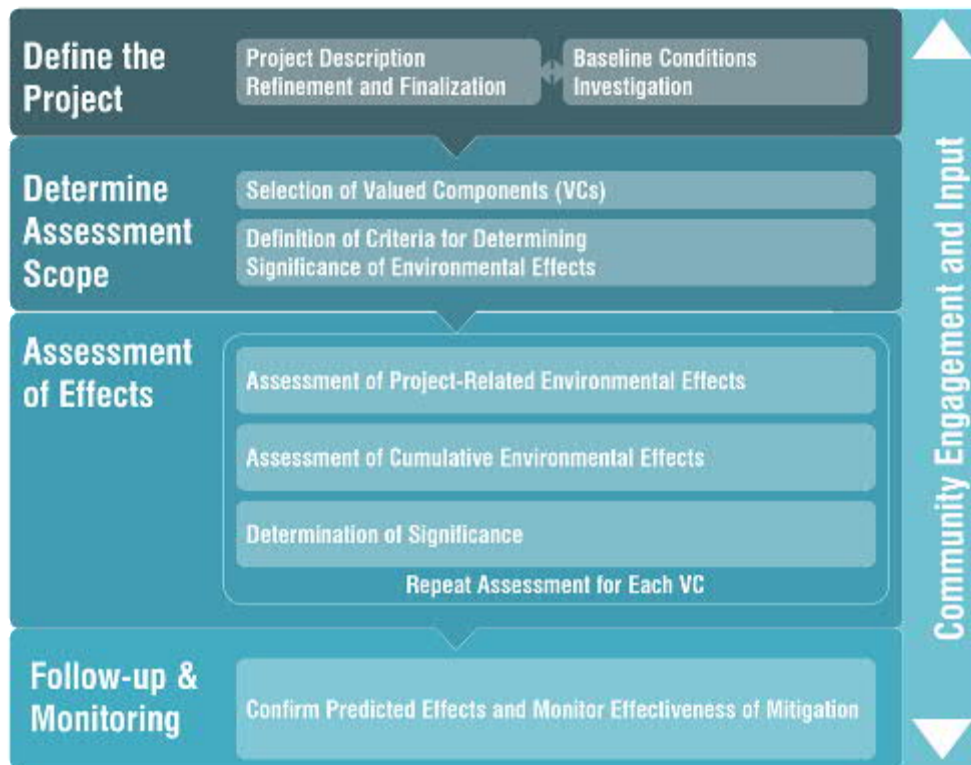 Define the
Project
Project Description
Refinement and Finalization
Baseline Conditions
Investigation
Determine
Assessment
Scope
Selection of Valued Components (VCs)
Definition of Criteria for Determining
Significance of Environmental Effects
Assessment
of Effects
Assessment of Project-Related Environmental Effects
Assessment of Cumulative Environmental Effects
Determination of Significance
Repeat Assessment for Each VC
Follow-up &
Monitoring
Confirm Predicted Effects and Monitor Effectiveness of Mitigation
Community Engagement and Input